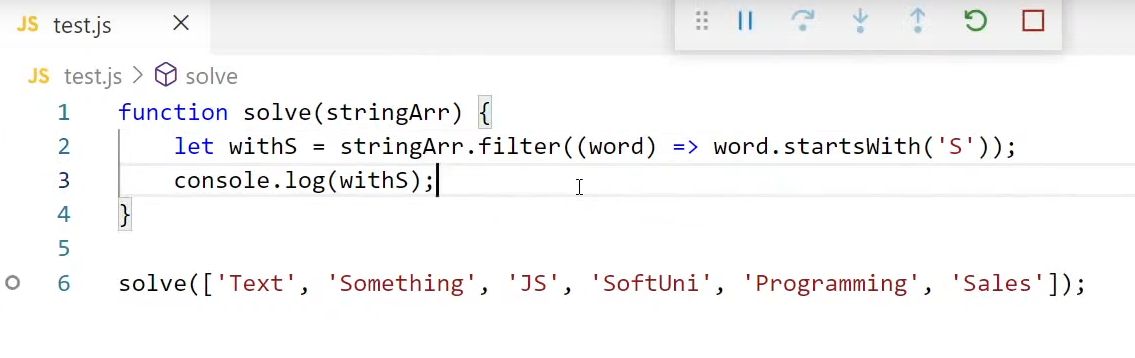 JS test.js
JS test.js > solve
1 function solve(stringArr) {
2     let withS = stringArr.filter((word) => word.startsWith('S'));
3     console.log(withS);
4 }
5
6 solve(['Text', 'Something', 'JS', 'SoftUni', 'Programming', 'Sales']);